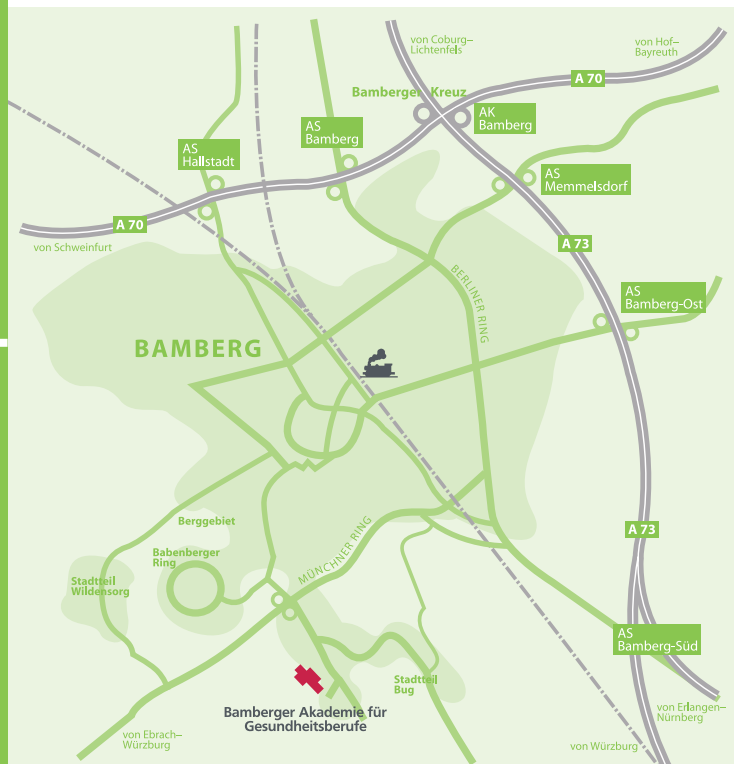 von Coburg–
Lichtenfels
von Hof–
Bayreuth
A 70
Bamberger Kreuz
AK
Bamberg
AS
Bamberg
AS
Hallstadt
AS
Memmelsdorf
A 70
von Schweinfurt
A 73
BERLINER RING
AS
Bamberg-Ost
BAMBERG
Berggebiet
MÜNCHNER RING
A 73
Babenberger
Ring
Stadtteil
Wildensorg
AS
Bamberg-Süd
Stadtteil
Bug
Bamberger Akademie für
Gesundheitsberufe
von Erlangen–
Nürnberg
von Ebrach–
Würzburg
von Würzburg